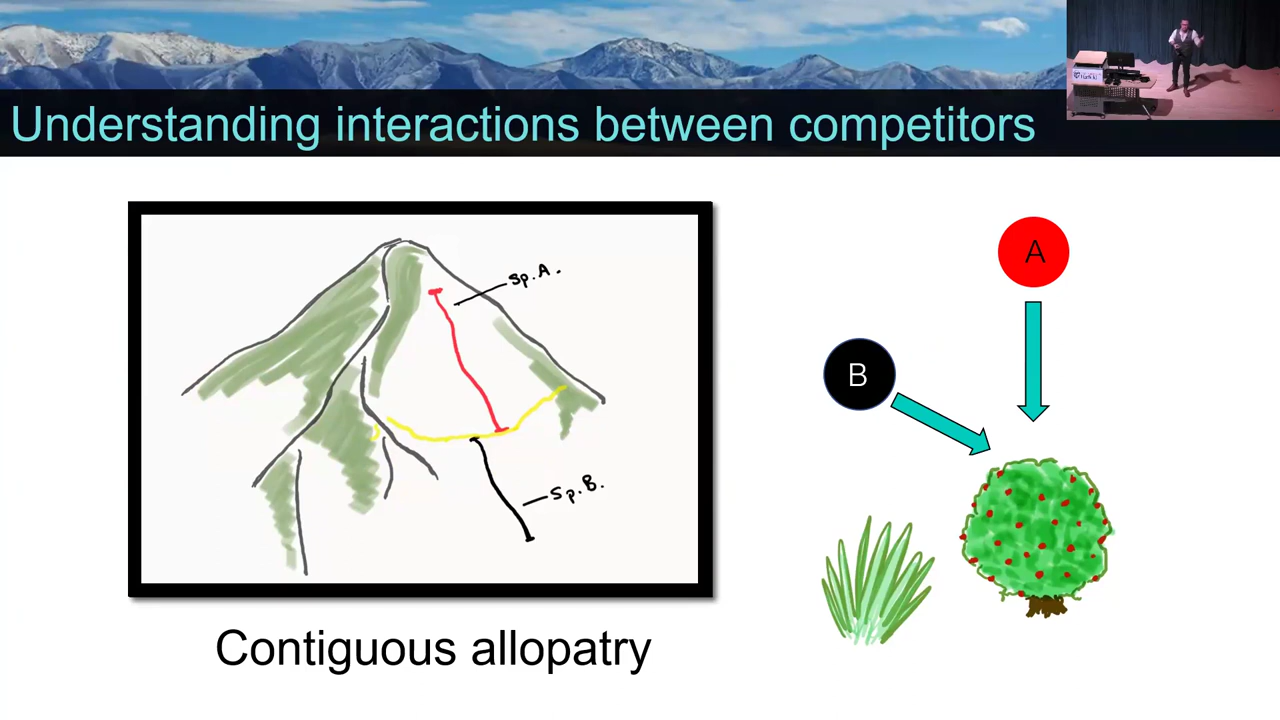 Understanding interactions between competitors
Sp. A.
Sp. B.
A
B
Contiguous allopatry